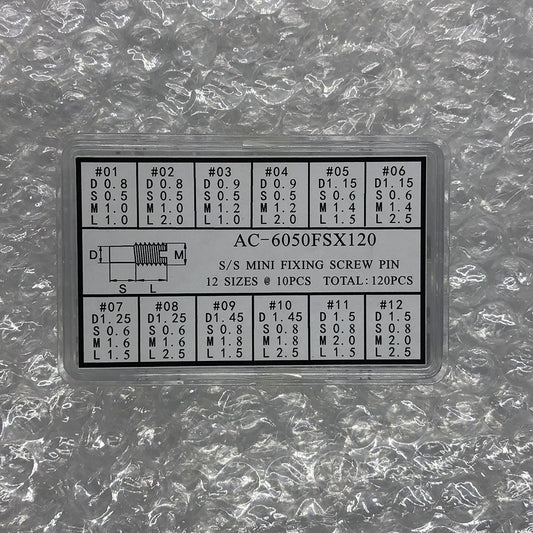 #01 #02 #03 #04 #05 #06
D 0.8 D 0.8 D 0.9 D 0.9 D1.15 D1.15
S 0.5 S 0.5 S 0.5 S 0.5 S 0.6 S 0.6
M 1.0 M 1.0 M 1.2 M 1.2 M 1.4 M 1.4
L 1.0 L 2.0 L 1.0 L 2.0 L 1.5 L 2.5
AC-6050FSX120
D M
S/S MINI FIXING SCREW PIN
S L
12 SIZES @ 10PCS TOTAL:120PCS
#07 #08 #09 #10 #11 #12
D1.25 D1.25 D1.45 D1.45 D 1.5 D 1.5
S 0.6 S 0.6 S 0.8 S 0.8 S 0.8 S 0.8
M 1.6 M 1.6 M 1.8 M 1.8 M 2.0 M 2.0
L 1.5 L 2.5 L 1.5 L 2.5 L 1.5 L 2.5